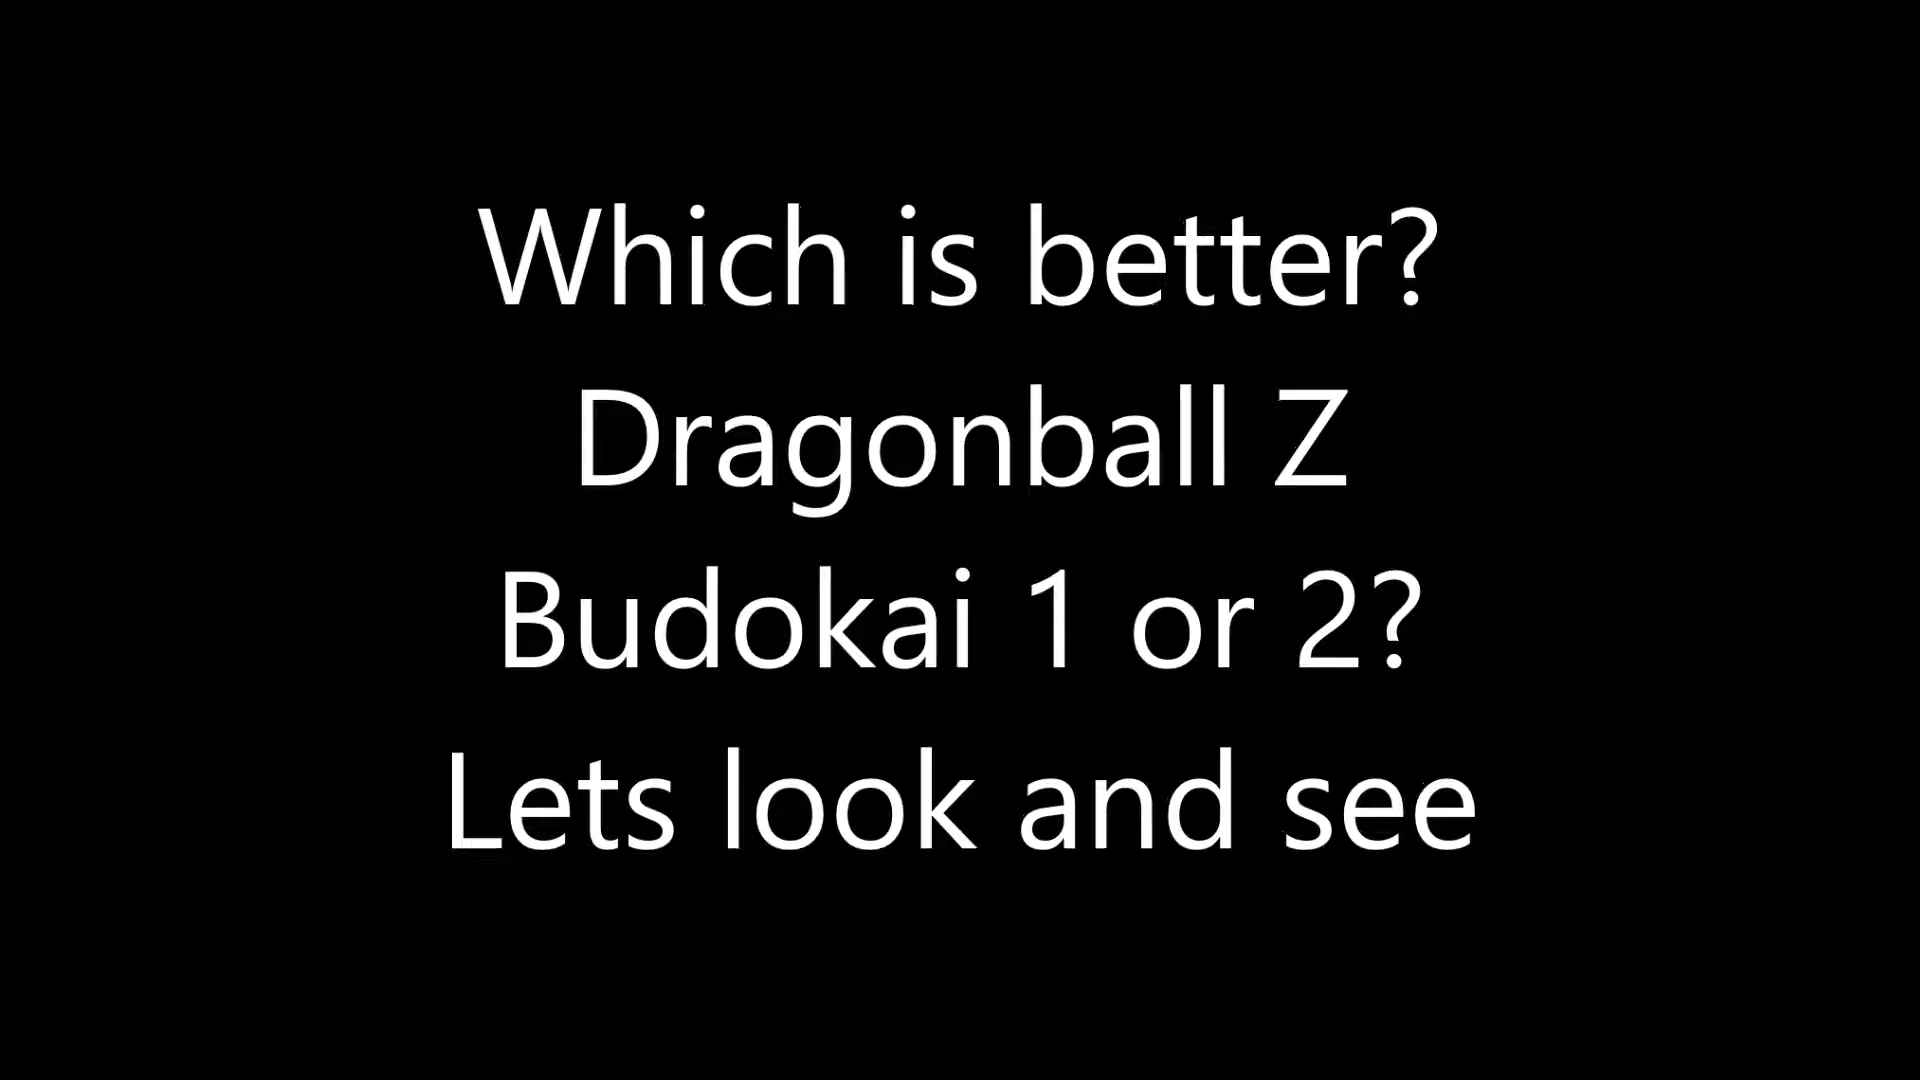 Which is better?
Dragonball Z
Budokai 1 or 2?
Lets look and see